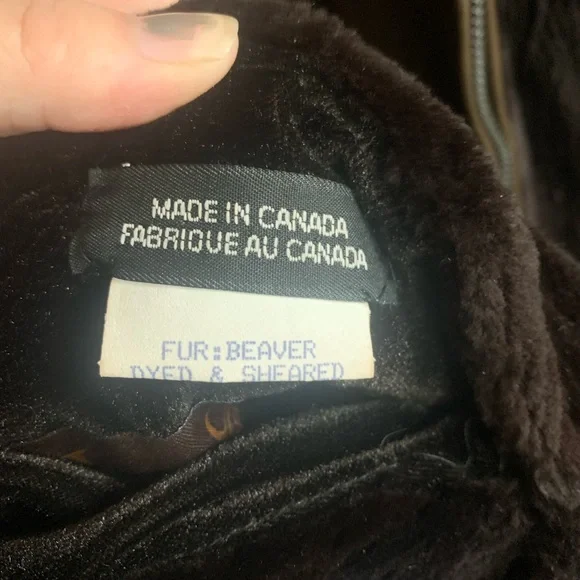 MADE IN CANADA
FABRIQUE AU CANADA
FUR:BEAVER
DYED & SHEARED